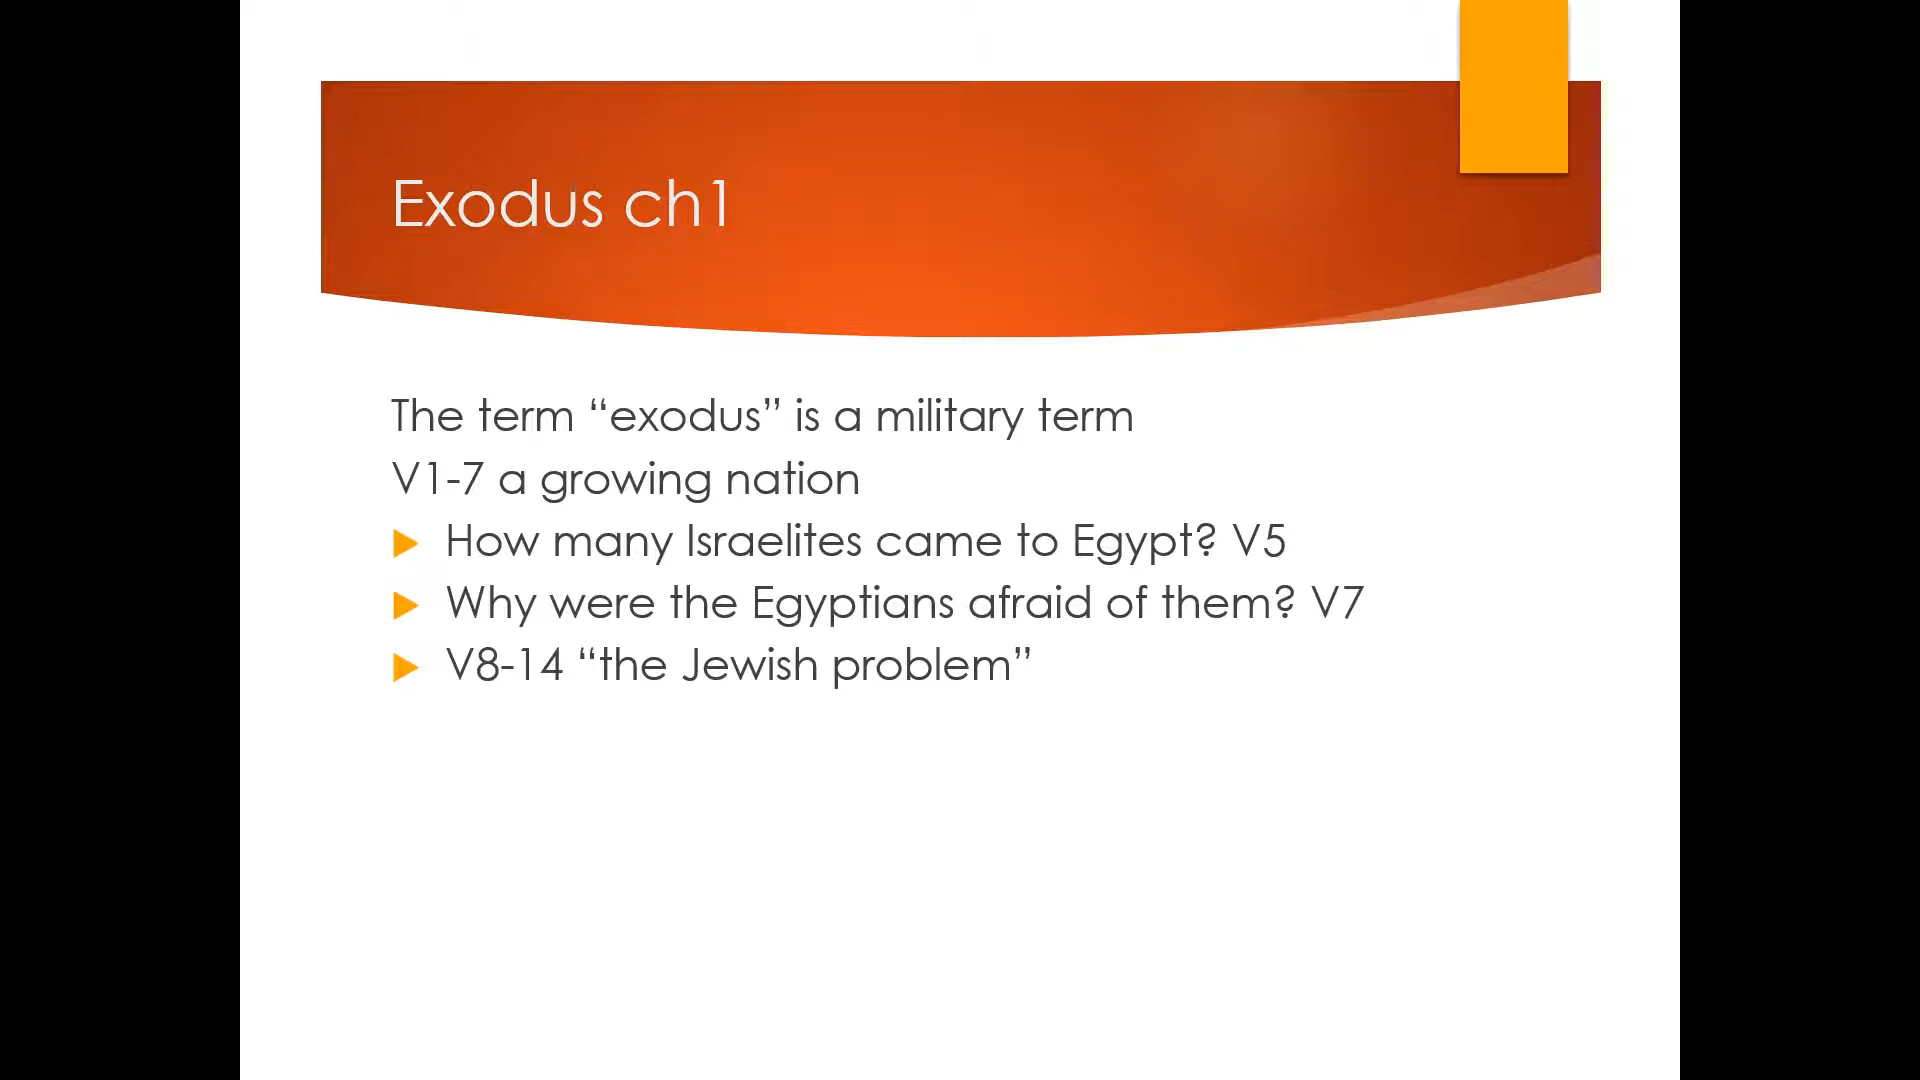 Exodus ch1
The term “exodus” is a military term
V1-7 a growing nation
How many Israelites came to Egypt? V5
Why were the Egyptians afraid of them? V7
V8-14 “the Jewish problem”